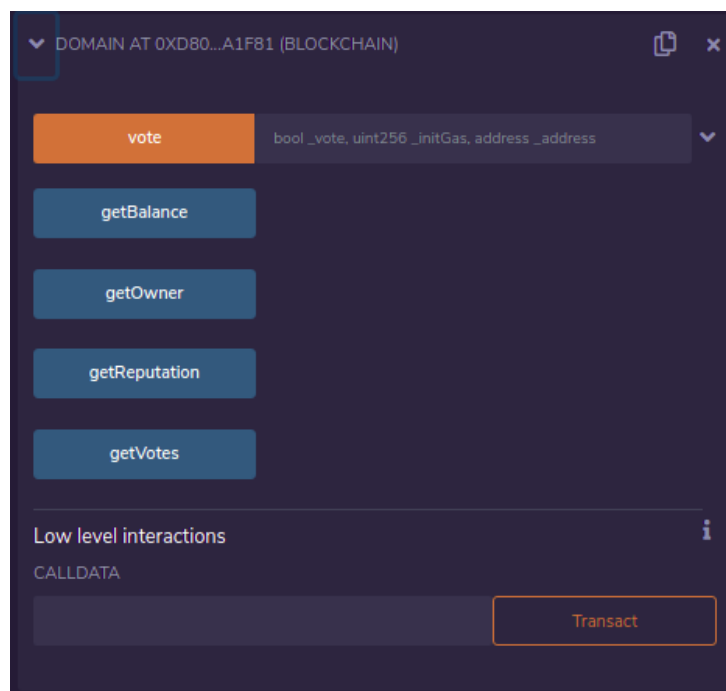 DOMAIN AT 0XD80...A1F81 (BLOCKCHAIN)
vote bool _vote, uint256 _initGas, address _address
getBalance
getOwner
getReputation
getVotes
Low level interactions
CALLDATA
Transact